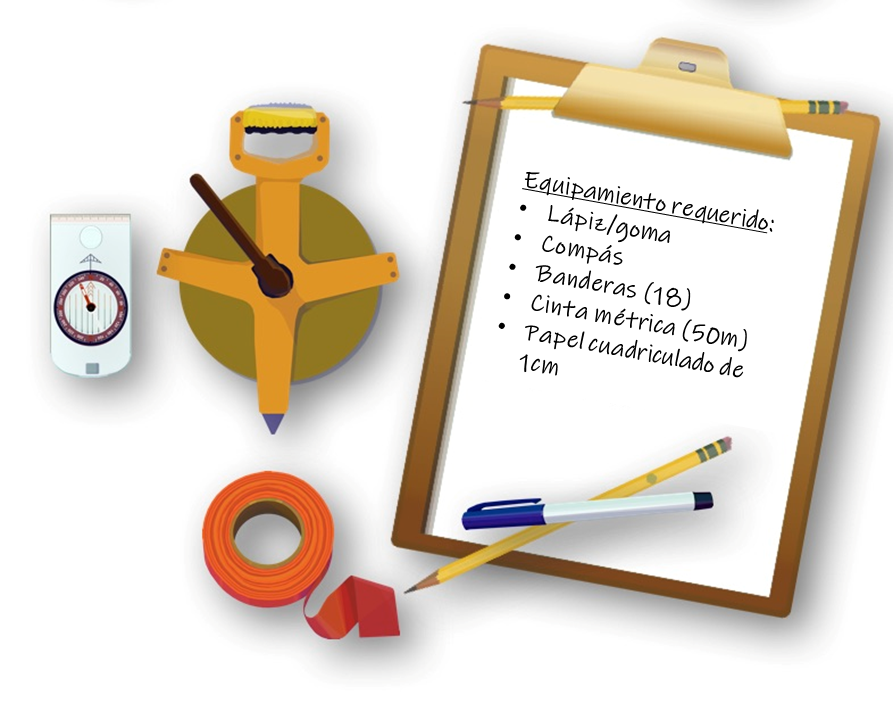 Equipamiento requerido:
• Lápiz/goma
• Compás
• Banderas (18)
• Cinta métrica (50m)
• Papel cuadriculado de
1cm